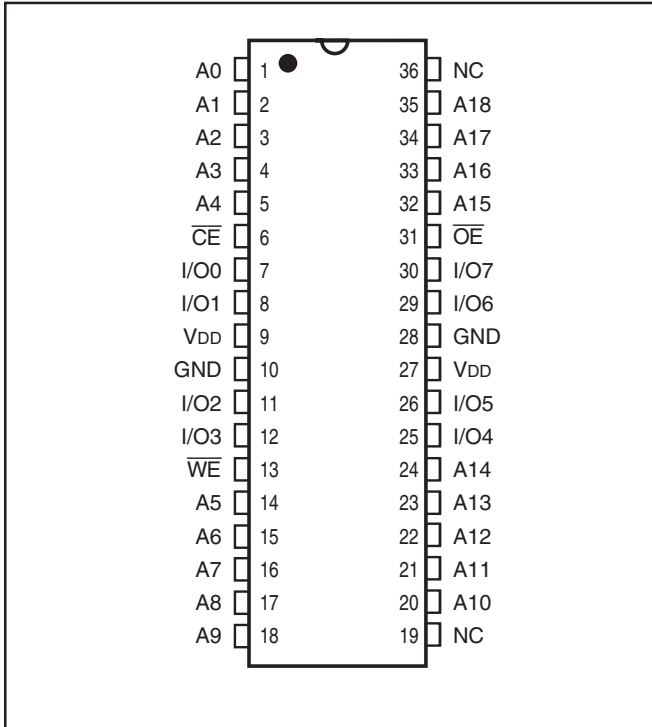 A0 1 36 NC
A1 2 35 A18
A2 3 34 A17
A3 4 33 A16
A4 5 32 A15
C̅E̅ 6 31 O̅E̅
I/O0 7 30 I/O7
I/O1 8 29 I/O6
VDD 9 28 GND
GND 10 27 VDD
I/O2 11 26 I/O5
I/O3 12 25 I/O4
W̅E̅ 13 24 A14
A5 14 23 A13
A6 15 22 A12
A7 16 21 A11
A8 17 20 A10
A9 18 19 NC